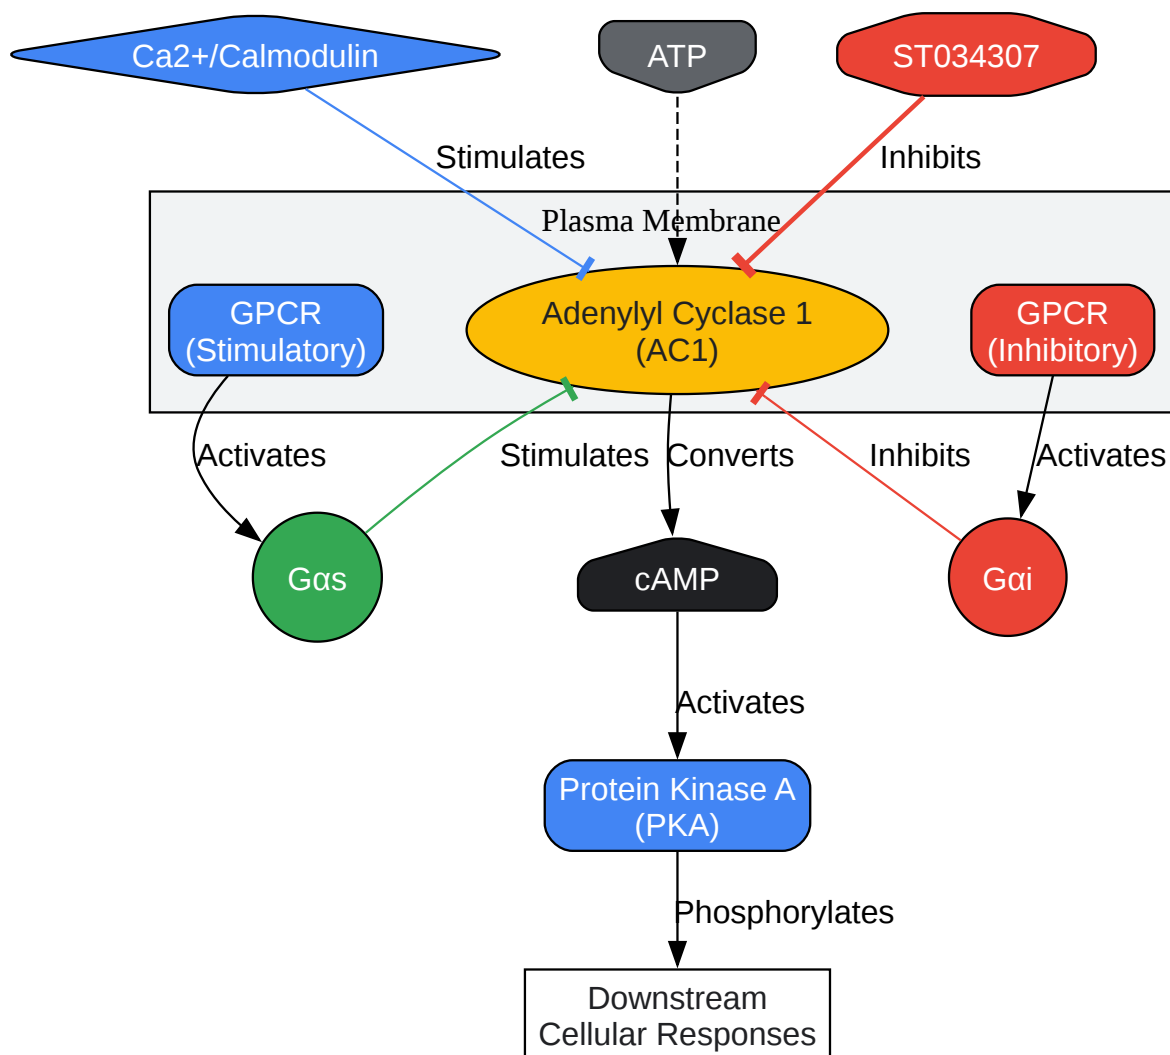 Ca2+/Calmodulin
ATP
ST034307
Stimulates
Inhibits
Plasma Membrane
GPCR
(Stimulatory)
Adenylyl Cyclase 1
(AC1)
GPCR
(Inhibitory)
Activates
Stimulates
Converts
Inhibits
Activates
Gαs
cAMP
Gαi
Activates
Protein Kinase A
(PKA)
Phosphorylates
Downstream
Cellular Responses